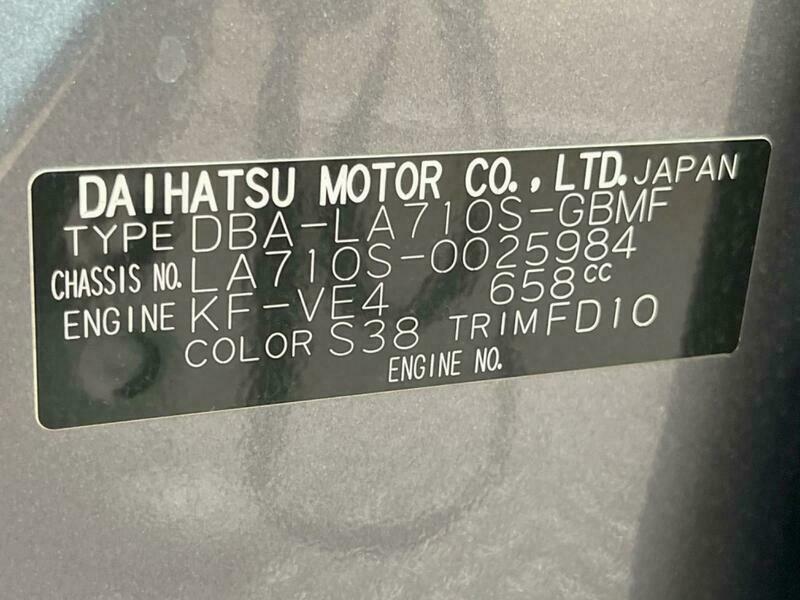 DAIHATSU MOTOR CO., LTD. JAPAN
TYPE DBA-LA710S-GBMF
CHASSIS NO. LA710S-0025984
ENGINE KF-VE4 658cc
COLOR S38 TRIM FD10
ENGINE NO.